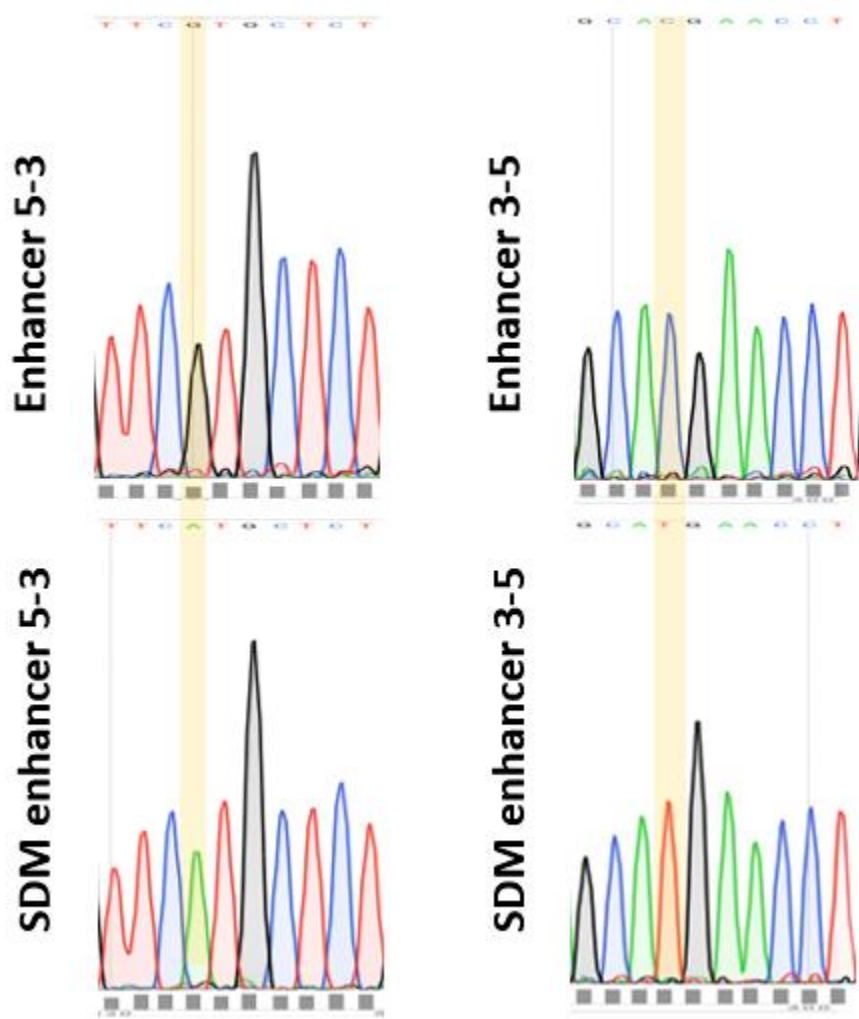 T T C G T G C T C T
G C A C G A A C C T
Enhancer 5-3
Enhancer 3-5
T T C A T G C T C T
G C A T G A A C C T
SDM enhancer 5-3
SDM enhancer 3-5